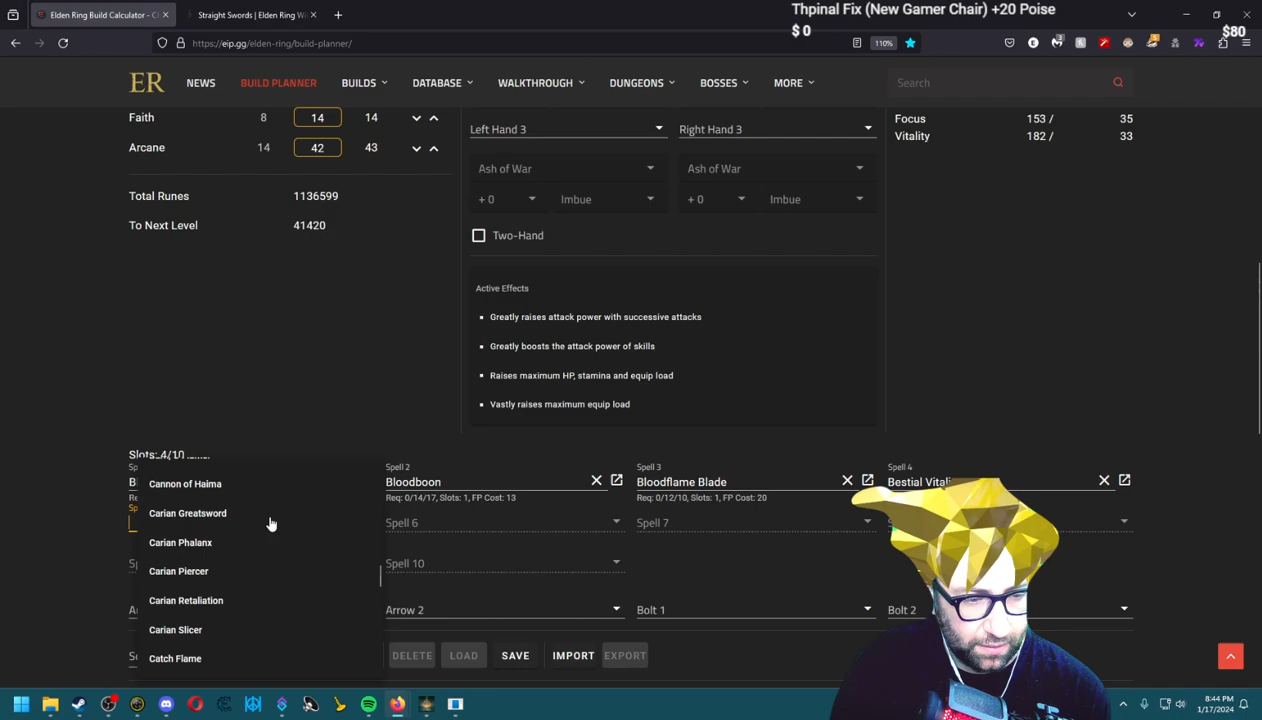 Elden Ring Build Calculator - C
Straight Swords | Elden Ring Wi
Thpinal Fix (New Gamer Chair) +20 Poise
$ 0
$80
https://eip.gg/elden-ring/build-planner/
110%
ER
NEWS
BUILD PLANNER
BUILDS
DATABASE
WALKTHROUGH
DUNGEONS
BOSSES
MORE
Search
Faith 8 14 14
Arcane 14 42 43
Total Runes 1136599
To Next Level 41420
Left Hand 3
Right Hand 3
Ash of War
Ash of War
+ 0
Imbue
+ 0
Imbue
Two-Hand
Active Effects
Greatly raises attack power with successive attacks
Greatly boosts the attack power of skills
Raises maximum HP, stamina and equip load
Vastly raises maximum equip load
Focus 153 / 35
Vitality 182 / 33
Slots: 4/10
Cannon of Haima
Carian Greatsword
Carian Phalanx
Carian Piercer
Carian Retaliation
Carian Slicer
Catch Flame
Spell 2
Bloodboon
Req: 0/14/17, Slots: 1, FP Cost: 13
Spell 3
Bloodflame Blade
Req: 0/12/10, Slots: 1, FP Cost: 20
Spell 4
Bestial Vitali
Spell 6
Spell 7
Spell 10
Arrow 2
Bolt 1
Bolt 2
DELETE
LOAD
SAVE
IMPORT
EXPORT
8:44 PM
1/17/2024